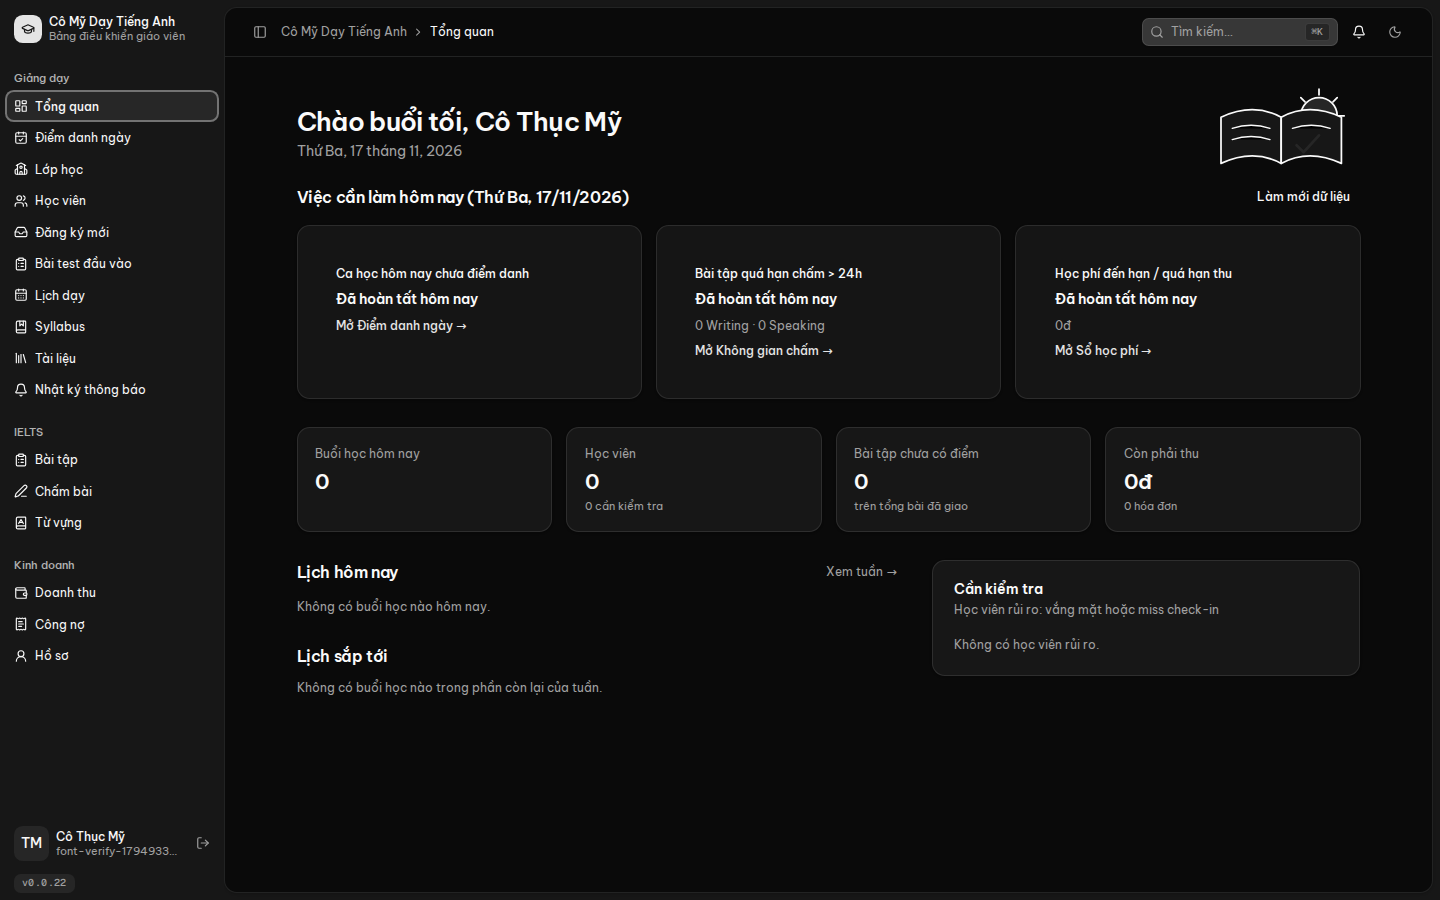 Cô Mỹ Dạy Tiếng Anh
Bảng điều khiển giáo viên
Giảng dạy
Tổng quan
Điểm danh ngày
Lớp học
Học viên
Đăng ký mới
Bài test đầu vào
Lịch dạy
Syllabus
Tài liệu
Nhật ký thông báo
IELTS
Bài tập
Chấm bài
Từ vựng
Kinh doanh
Doanh thu
Công nợ
Hồ sơ
TM
Cô Thục Mỹ
font-verify-1794933...
v0.0.22
Cô Mỹ Dạy Tiếng Anh > Tổng quan
Tìm kiếm... ⌘K
Chào buổi tối, Cô Thục Mỹ
Thứ Ba, 17 tháng 11, 2026
Việc cần làm hôm nay (Thứ Ba, 17/11/2026)
Làm mới dữ liệu
Ca học hôm nay chưa điểm danh
Đã hoàn tất hôm nay
Mở Điểm danh ngày →
Bài tập quá hạn chấm > 24h
Đã hoàn tất hôm nay
0 Writing · 0 Speaking
Mở Không gian chấm →
Học phí đến hạn / quá hạn thu
Đã hoàn tất hôm nay
0đ
Mở Sổ học phí →
Buổi học hôm nay
0
Học viên
0
0 cần kiểm tra
Bài tập chưa có điểm
0
trên tổng bài đã giao
Còn phải thu
0đ
0 hóa đơn
Lịch hôm nay
Xem tuần →
Không có buổi học nào hôm nay.
Lịch sắp tới
Không có buổi học nào trong phần còn lại của tuần.
Cần kiểm tra
Học viên rủi ro: vắng mặt hoặc miss check-in
Không có học viên rủi ro.